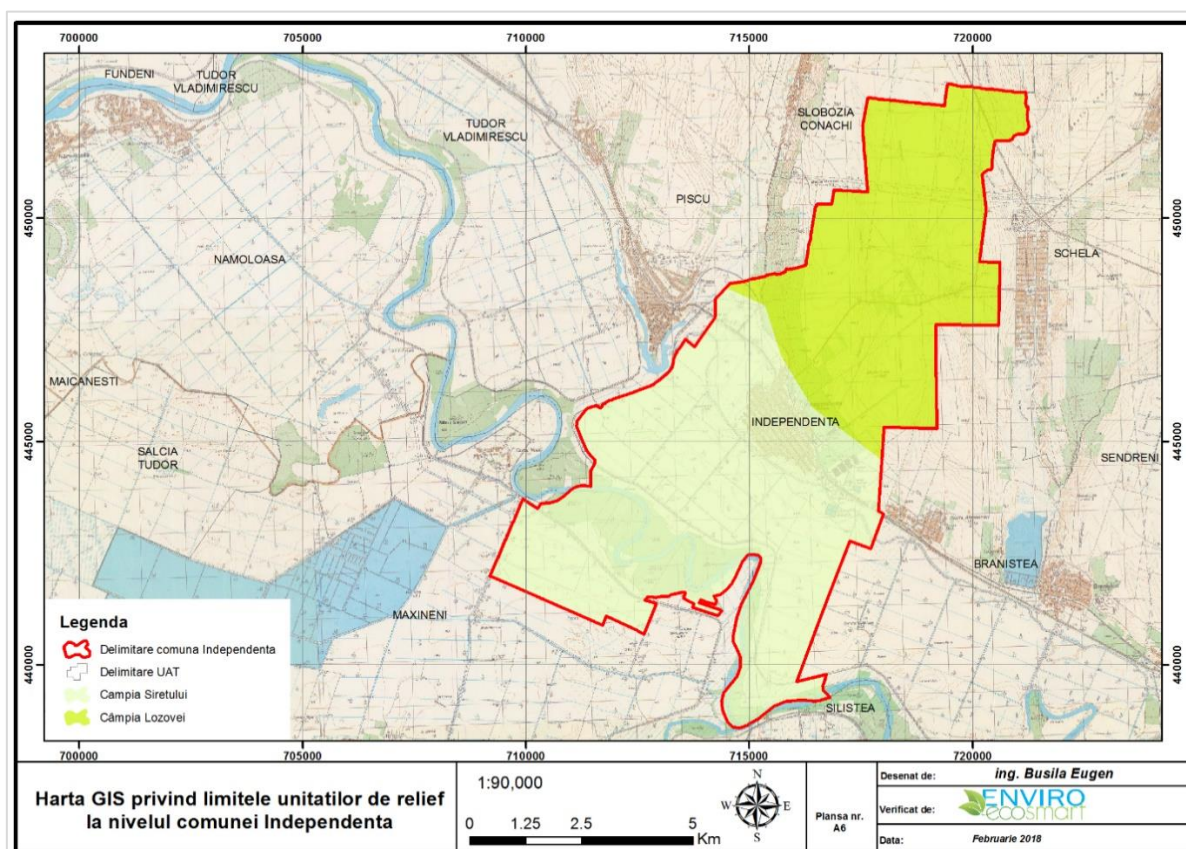 700000 705000 710000 715000 720000
FUNDENI
TUDOR
VLADIMIRESCU
TUDOR
VLADIMIRESCU
SLOBOZIA
CONACHI
PISCU
450000
450000
NAMOLOASA
SCHELA
MAICANESTI
INDEPENDENTA
445000
445000
SALCIA
TUDOR
SENDRENI
BRANISTEA
MAXINENI
440000
440000
SILISTEA
Legenda
Delimitare comuna Independenta
Delimitare UAT
Campia Siretului
Câmpia Lozovei
700000 705000 710000 715000 720000
Harta GIS privind limitele unitatilor de relief
la nivelul comunei Independenta
1:90,000
0 1.25 2.5 5
Km
N
W E
S
Plansa nr.
A6
Desenat de: ing. Busila Eugen
Verificat de: ENVIRO
ecosmart
Data: Februarie 2018